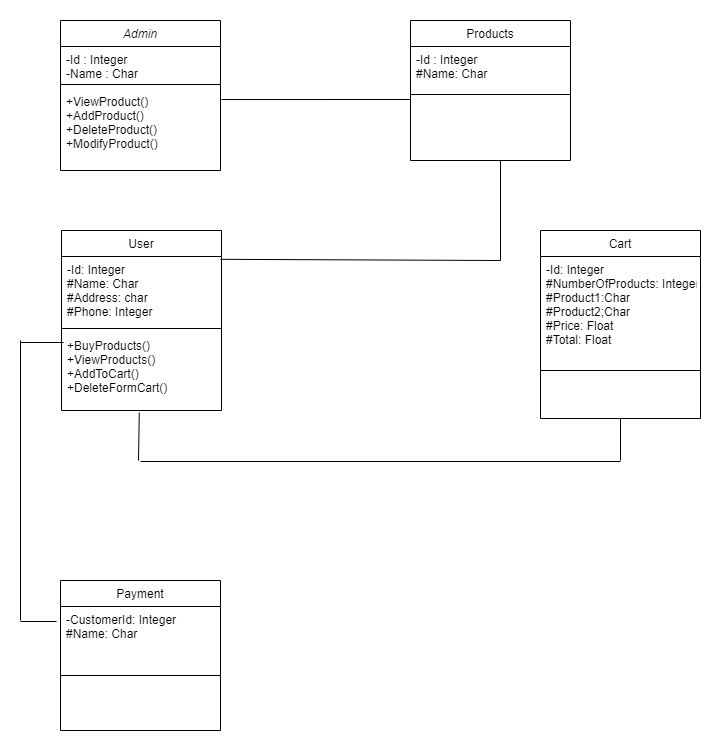 Admin
-Id : Integer
-Name : Char
+ViewProduct()
+AddProduct()
+DeleteProduct()
+ModifyProduct()
Products
-Id : Integer
#Name: Char
User
-Id: Integer
#Name: Char
#Address: char
#Phone: Integer
+BuyProducts()
+ViewProducts()
+AddToCart()
+DeleteFormCart()
Cart
-Id: Integer
#NumberOfProducts: Intege
#Product1:Char
#Product2;Char
#Price: Float
#Total: Float
Payment
-CustomerId: Integer
#Name: Char